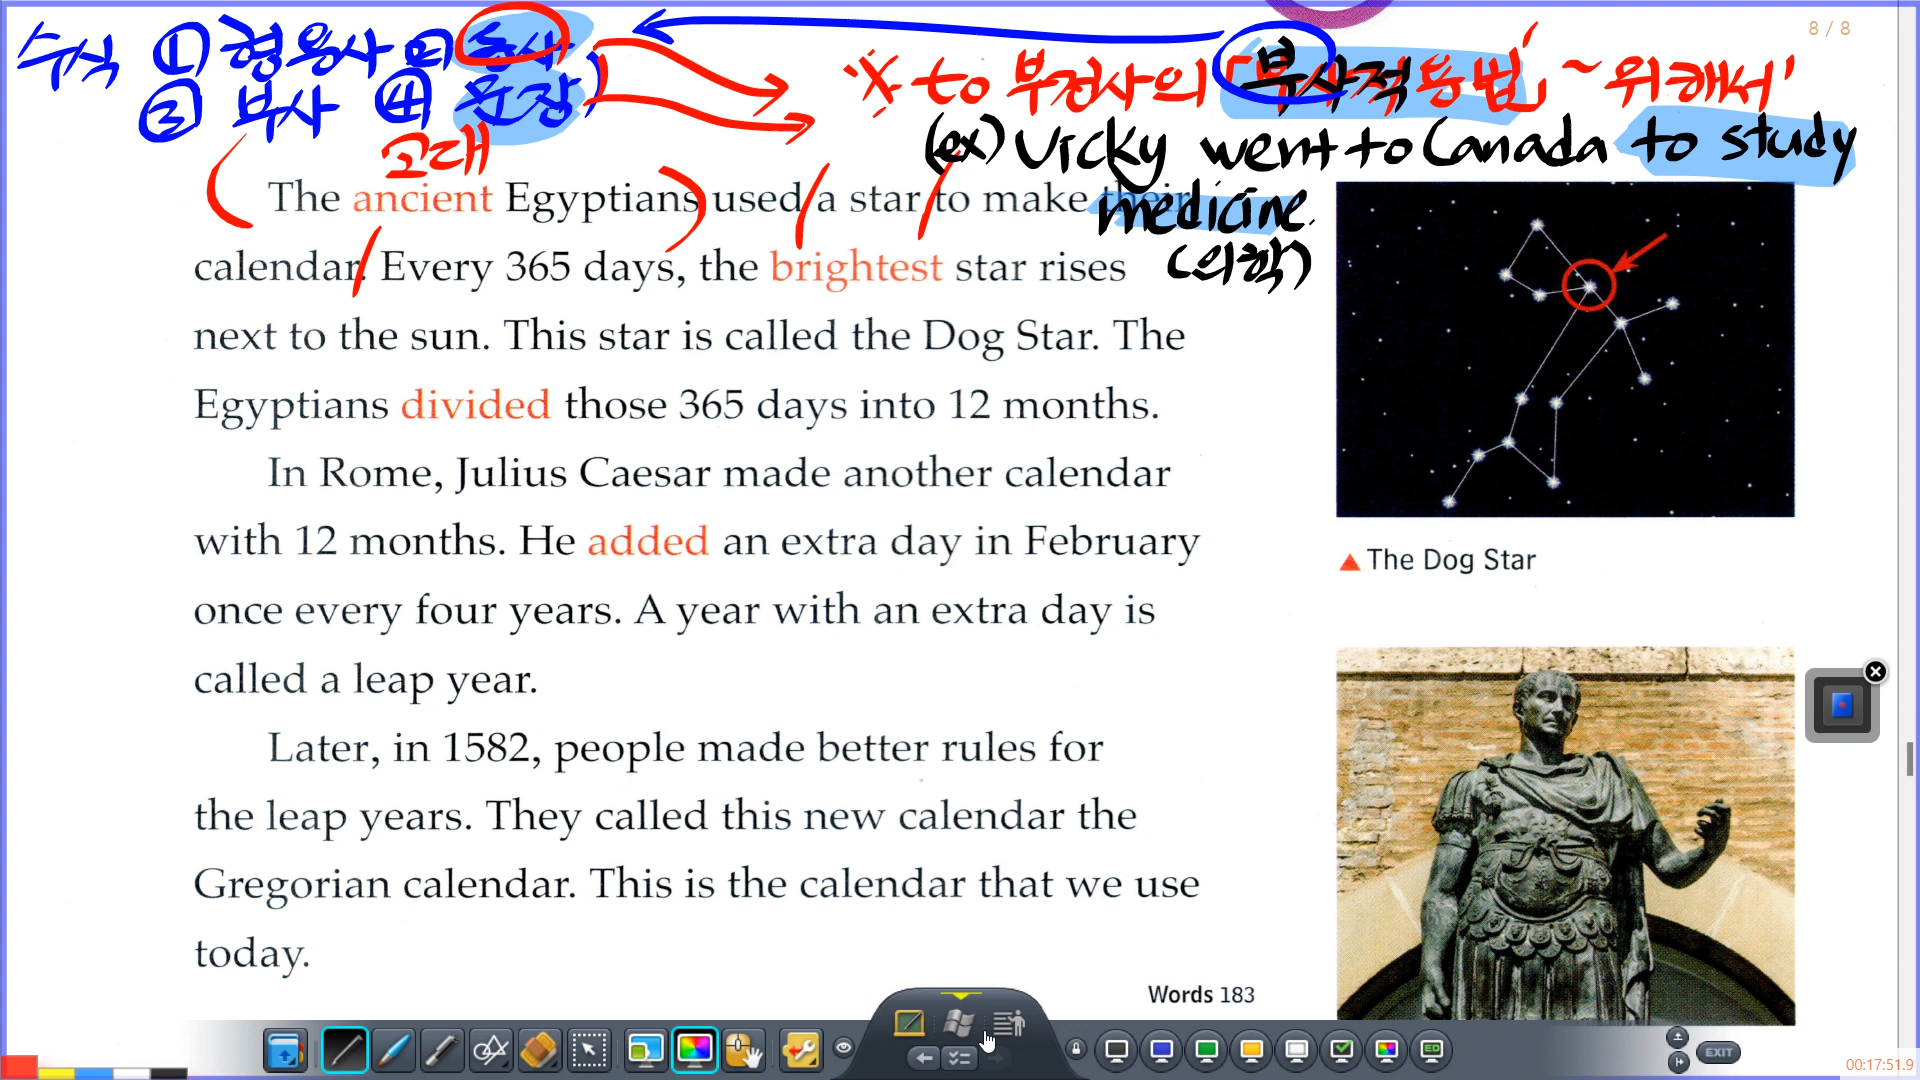 수식 ① 형용사 ③ 동사
② 부사 ④ 문장
8 / 8
※ to 부정사의 「부사적 용법」 '~ 위해서'
(ex) Vicky went to Canada to study
medicine.
(의학)
고대
The ancient Egyptians used a star to make their
calendar. Every 365 days, the brightest star rises
next to the sun. This star is called the Dog Star. The
Egyptians divided those 365 days into 12 months.
In Rome, Julius Caesar made another calendar
with 12 months. He added an extra day in February
once every four years. A year with an extra day is
called a leap year.
Later, in 1582, people made better rules for
the leap years. They called this new calendar the
Gregorian calendar. This is the calendar that we use
today.
Words 183
▲ The Dog Star
EXIT
00:17:51.9